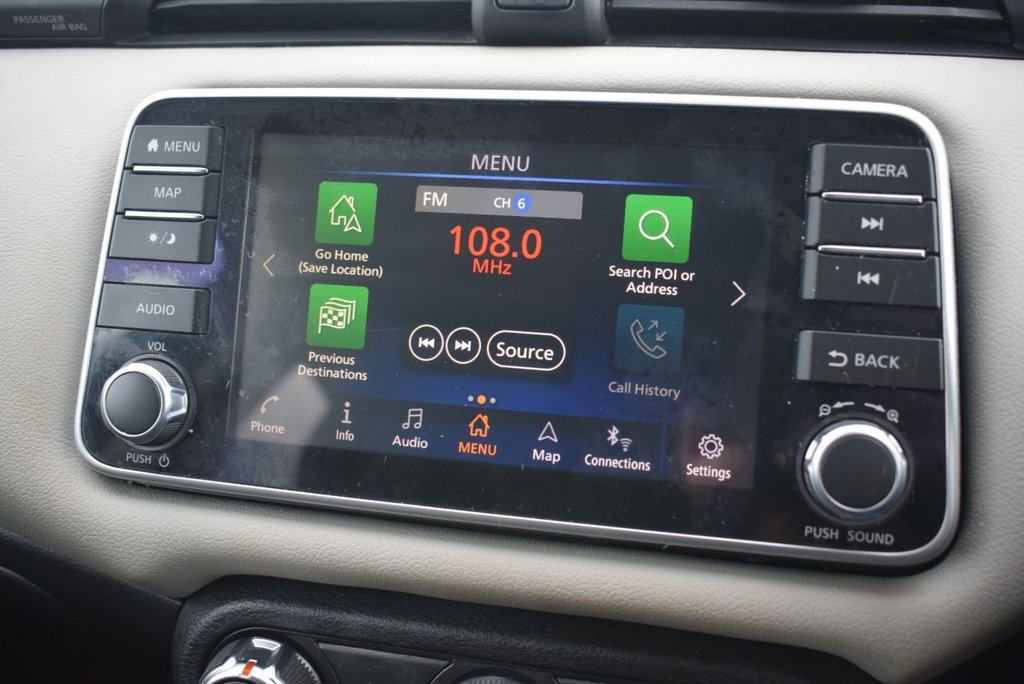 PASSENGER
AIR BAG
MENU
MAP
AUDIO
VOL
PUSH
MENU
FM CH 6
108.0
MHz
Go Home
(Save Location)
Previous
Destinations
Source
Search POI or
Address
Call History
Phone
Info
Audio
MENU
Map
Connections
Settings
CAMERA
BACK
PUSH SOUND